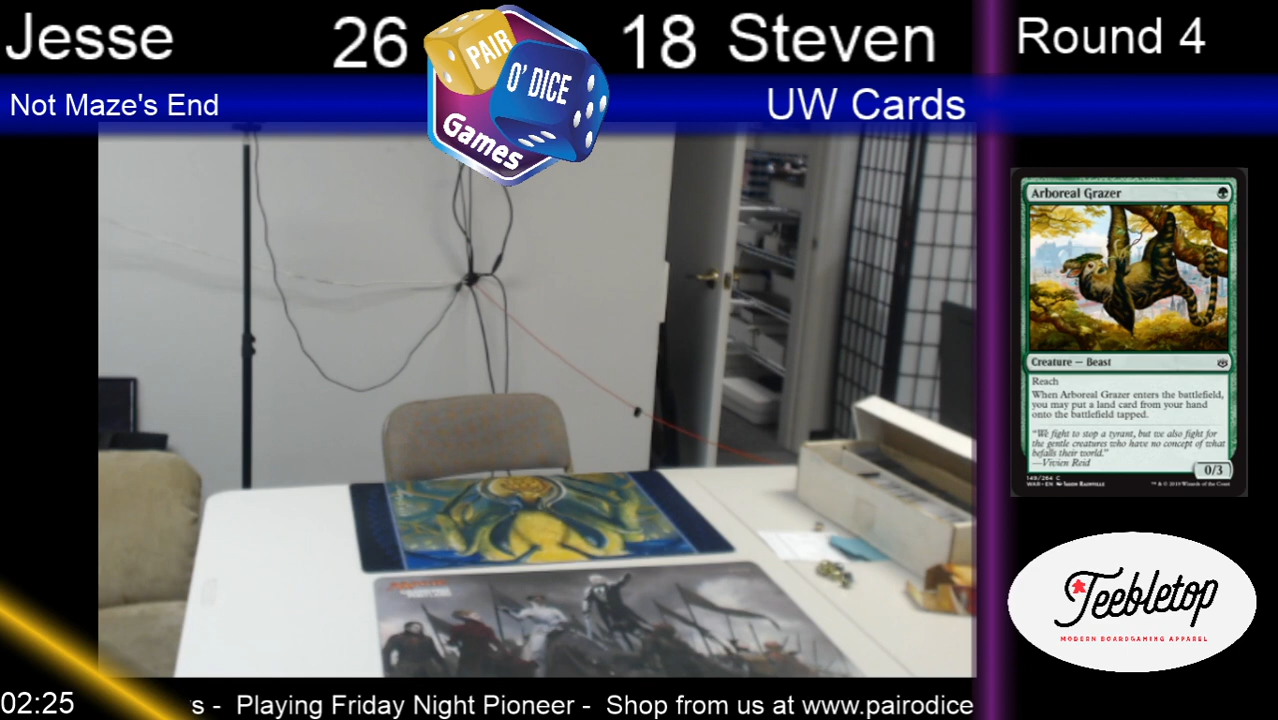 Jesse 26 18 Steven Round 4
PAIR
O' DICE
Games
Not Maze's End UW Cards
Arboreal Grazer
Creature — Beast
Reach
When Arboreal Grazer enters the battlefield,
you may put a land card from your hand
onto the battlefield tapped.
"We fight to stop a tyrant, but we also fight for
the gentle creatures who have no concept of what
befalls their world."
—Vivien Reid
0/3
149/264 C
Teebletop
MODERN BOARDGAMING APPAREL
02:25 s - Playing Friday Night Pioneer - Shop from us at www.pairodice